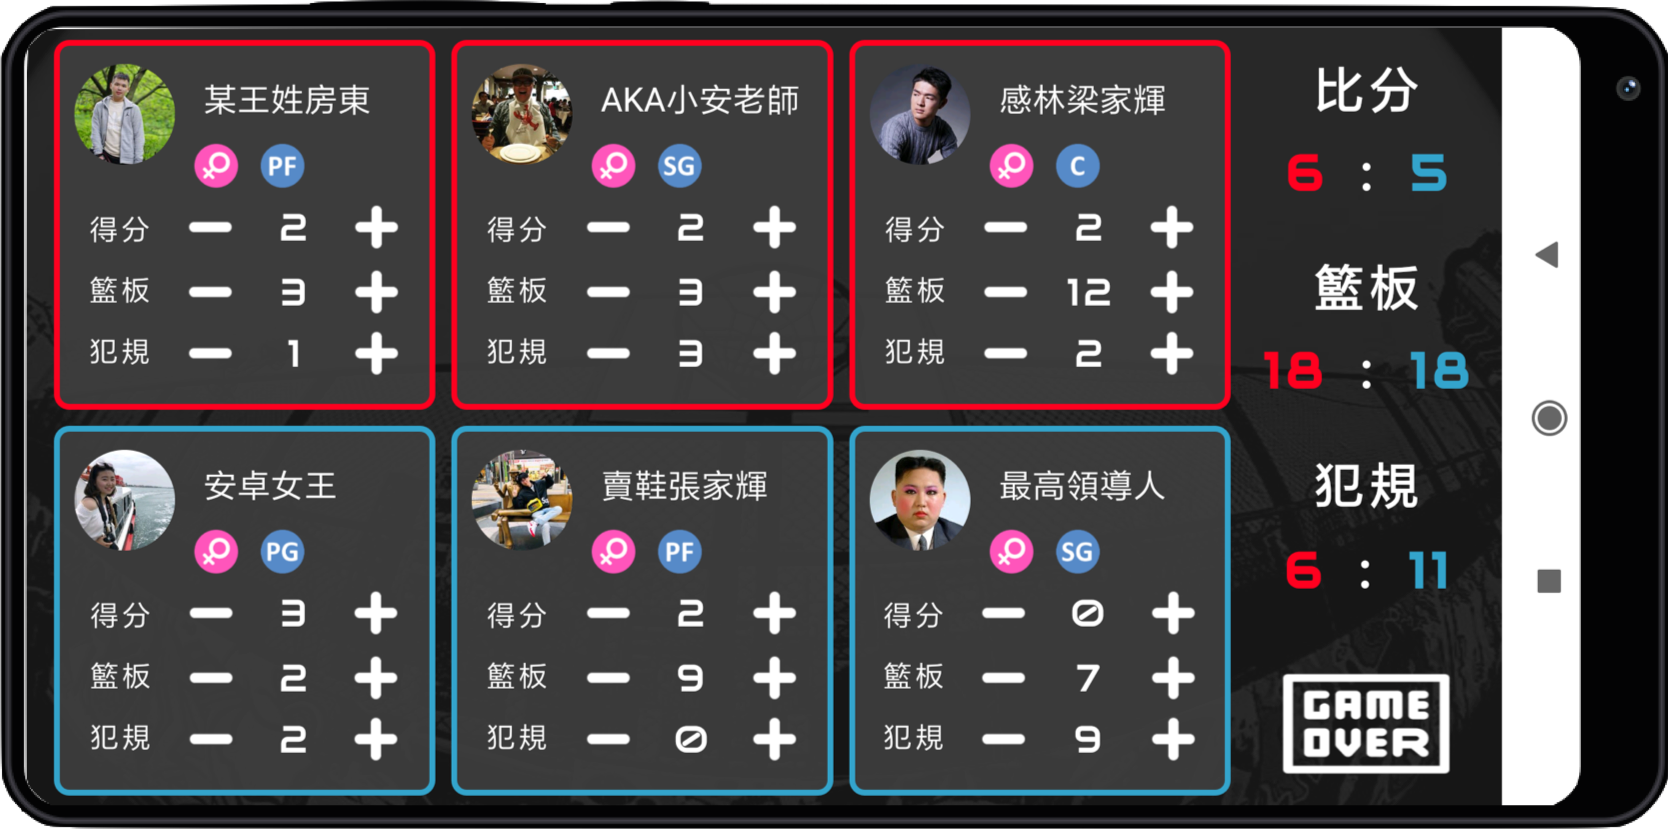 某王姓房東
PF
得分 2
籃板 3
犯規 1
AKA小安老師
SG
得分 2
籃板 3
犯規 3
感林梁家輝
C
得分 2
籃板 12
犯規 2
安卓女王
PG
得分 3
籃板 2
犯規 2
賣鞋張家輝
PF
得分 2
籃板 9
犯規 0
最高領導人
SG
得分 0
籃板 7
犯規 9
比分
6 : 5
籃板
18 : 18
犯規
6 : 11
GAME
OVER